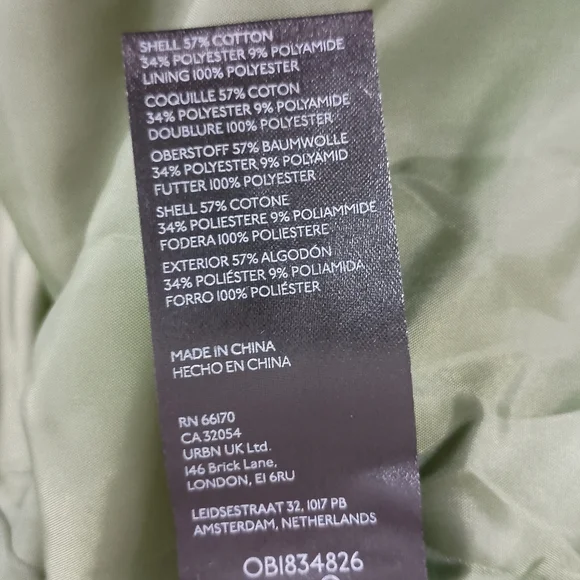 SHELL 57% COTTON
34% POLYESTER 9% POLYAMIDE
LINING 100% POLYESTER
COQUILLE 57% COTON
34% POLYESTER 9% POLYAMIDE
DOUBLURE 100% POLYESTER
OBERSTOFF 57% BAUMWOLLE
34% POLYESTER 9% POLYAMID
FUTTER 100% POLYESTER
SHELL 57% COTONE
34% POLIESTERE 9% POLIAMMIDE
FODERA 100% POLIESTERE
EXTERIOR 57% ALGODÓN
34% POLIÉSTER 9% POLIAMIDA
FORRO 100% POLIÉSTER
MADE IN CHINA
HECHO EN CHINA
RN 66170
CA 32054
URBN UK Ltd.
146 Brick Lane,
LONDON, E1 6RU
LEIDSESTRAAT 32, 1017 PB
AMSTERDAM, NETHERLANDS
OB1834826